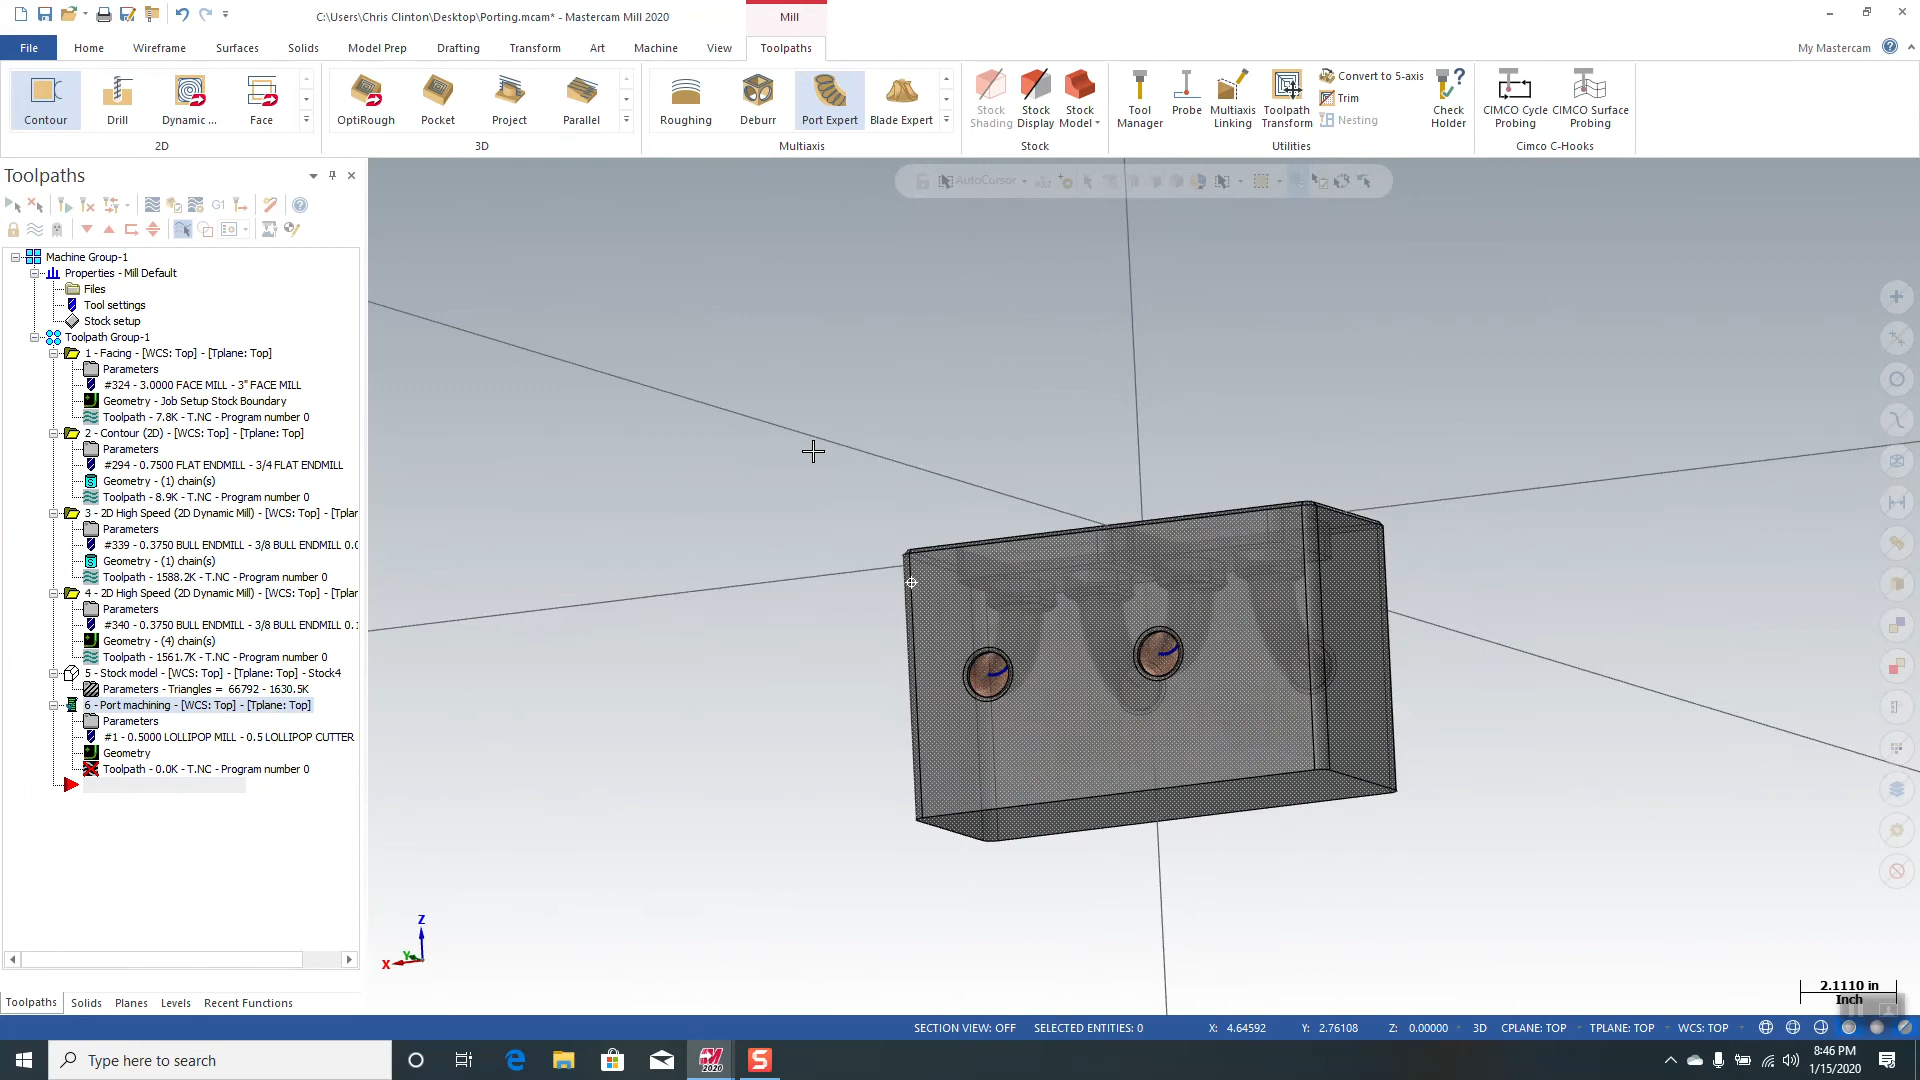 C:\Users\Chris Clinton\Desktop\Porting.mcam* - Mastercam Mill 2020
Mill
File
Home
Wireframe
Surfaces
Solids
Model Prep
Drafting
Transform
Art
Machine
View
Toolpaths
My Mastercam
Contour
Drill
Dynamic ...
Face
OptiRough
Pocket
Project
Parallel
Roughing
Deburr
Port Expert
Blade Expert
Stock Shading
Stock Display
Stock Model
Tool Manager
Probe
Multiaxis Linking
Toolpath Transform
Convert to 5-axis
Trim
Nesting
Check Holder
CIMCO Cycle Probing
CIMCO Surface Probing
2D
3D
Multiaxis
Stock
Utilities
Cimco C-Hooks
Toolpaths
G1
AutoCursor
xyz
Machine Group-1
Properties - Mill Default
Files
Tool settings
Stock setup
Toolpath Group-1
1 - Facing - [WCS: Top] - [Tplane: Top]
Parameters
#324 - 3.0000 FACE MILL - 3" FACE MILL
Geometry - Job Setup Stock Boundary
Toolpath - 7.8K - T.NC - Program number 0
2 - Contour (2D) - [WCS: Top] - [Tplane: Top]
Parameters
#294 - 0.7500 FLAT ENDMILL - 3/4 FLAT ENDMILL
Geometry - (1) chain(s)
Toolpath - 8.9K - T.NC - Program number 0
3 - 2D High Speed (2D Dynamic Mill) - [WCS: Top] - [Tplar
Parameters
#339 - 0.3750 BULL ENDMILL - 3/8 BULL ENDMILL 0.0
Geometry - (1) chain(s)
Toolpath - 1588.2K - T.NC - Program number 0
4 - 2D High Speed (2D Dynamic Mill) - [WCS: Top] - [Tplar
Parameters
#340 - 0.3750 BULL ENDMILL - 3/8 BULL ENDMILL 0.
Geometry - (4) chain(s)
Toolpath - 1561.7K - T.NC - Program number 0
5 - Stock model - [WCS: Top] - [Tplane: Top] - Stock4
Parameters - Triangles = 66792 - 1630.5K
6 - Port machining - [WCS: Top] - [Tplane: Top]
Parameters
#1 - 0.5000 LOLLIPOP MILL - 0.5 LOLLIPOP CUTTER
Geometry
Toolpath - 0.0K - T.NC - Program number 0
Z
Y
X
2.1110 in
Inch
Toolpaths
Solids
Planes
Levels
Recent Functions
SECTION VIEW: OFF
SELECTED ENTITIES: 0
X: 4.64592
Y: 2.76108
Z: 0.00000
3D
CPLANE: TOP
TPLANE: TOP
WCS: TOP
Type here to search
2020
S
8:46 PM
1/15/2020